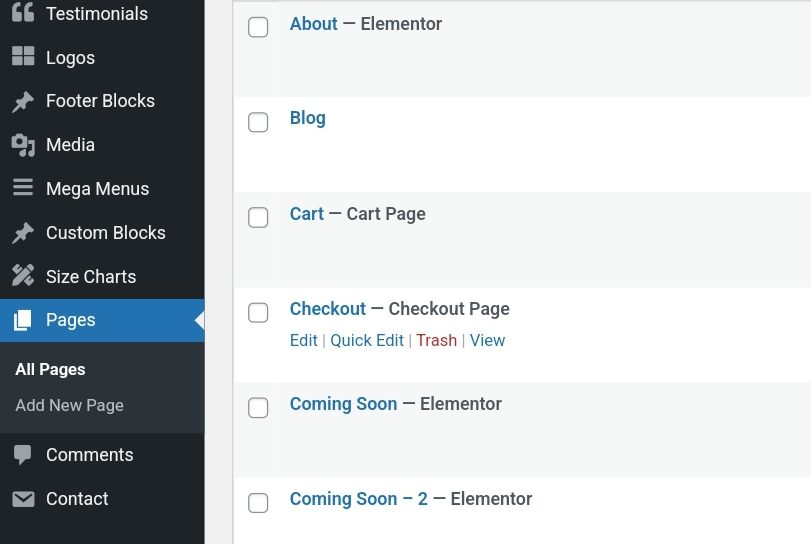 Testimonials
Logos
Footer Blocks
Media
Mega Menus
Custom Blocks
Size Charts
Pages
All Pages
Add New Page
Comments
Contact
About — Elementor
Blog
Cart — Cart Page
Checkout — Checkout Page
Edit | Quick Edit | Trash | View
Coming Soon — Elementor
Coming Soon – 2 — Elementor